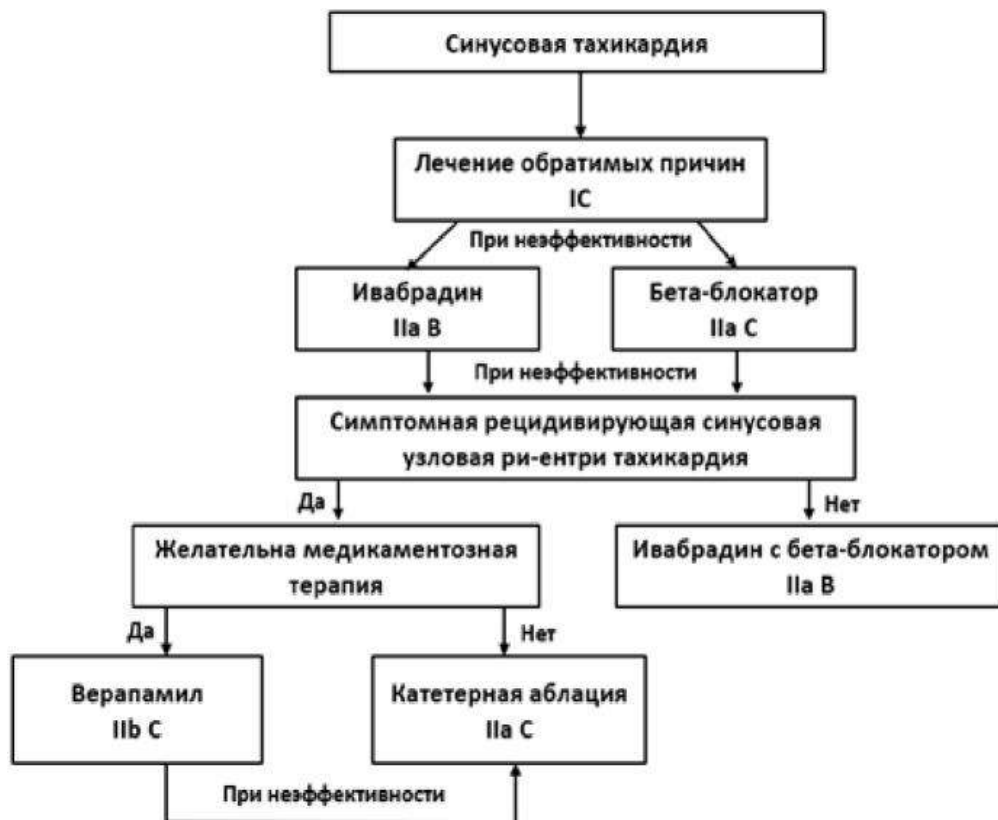 Синусовая тахикардия
Лечение обратимых причин
IC
При неэффективности
Ивабрадин
IIa B
Бета-блокатор
IIa C
При неэффективности
Симптомная рецидивирующая синусовая
узловая ри-ентри тахикардия
Да
Нет
Желательна медикаментозная
терапия
Ивабрадин с бета-блокатором
IIa B
Да
Нет
Верапамил
IIb C
Катетерная аблация
IIa C
При неэффективности